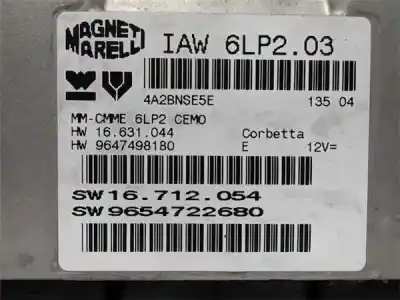 MAGNETI MARELLI IAW 6LP2.03
4A2BNSE5E 135 04
MM-CMME 6LP2 CEMO
HW 16.631.044 Corbetta
HW 9647498180 E 12V=
SW16.712.054
SW9654722680